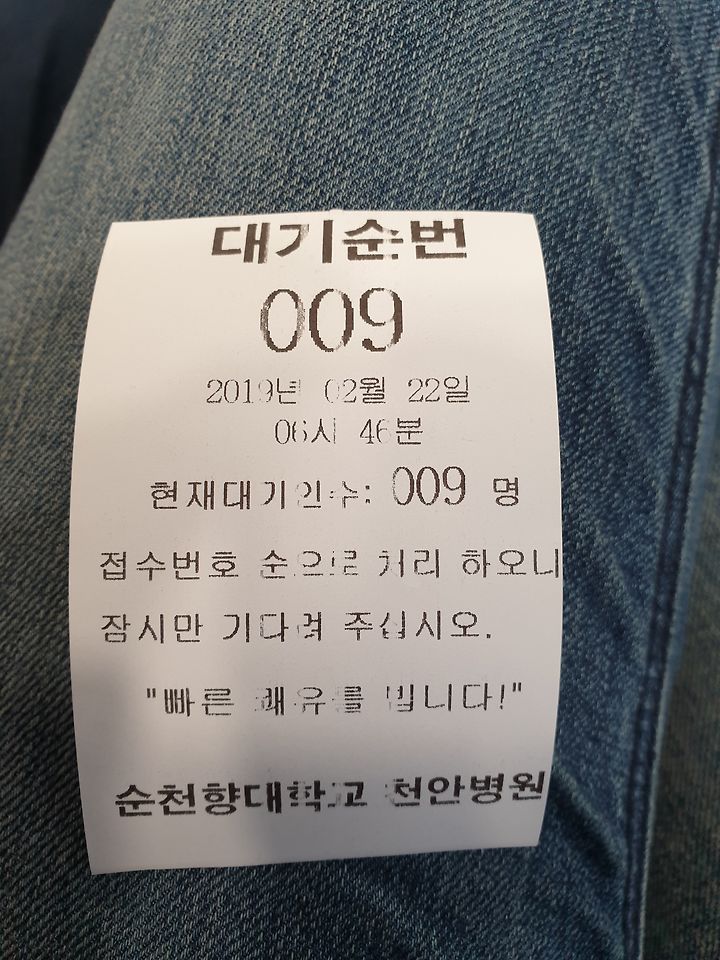 대기순번
009
2019년 02월 22일
06시 46분
현재대기인수: 009 명
접수번호 순으로 처리 하오니
잠시만 기다려 주십시오.
"빠른 쾌유를 빕니다!"
순천향대학교 천안병원